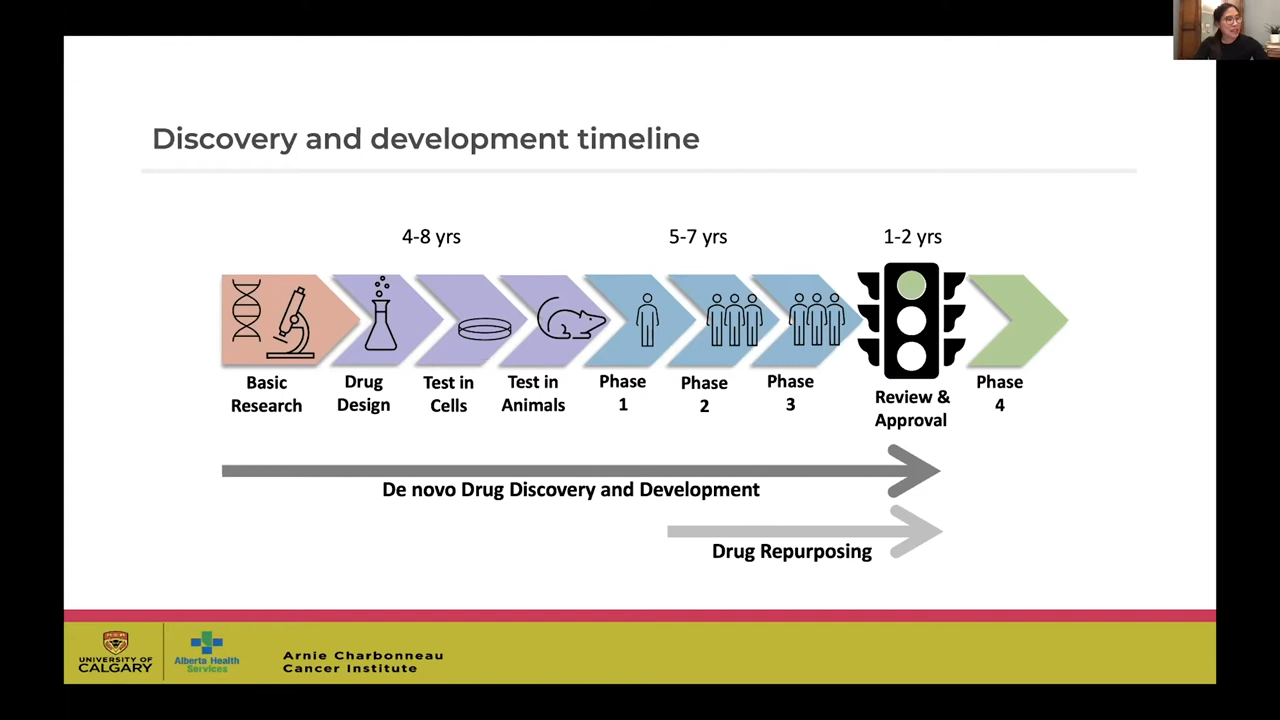 Discovery and development timeline
4-8 yrs
5-7 yrs
1-2 yrs
Basic
Research
Drug
Design
Test in
Cells
Test in
Animals
Phase
1
Phase
2
Phase
3
Review &
Approval
Phase
4
De novo Drug Discovery and Development
Drug Repurposing
UNIVERSITY OF
CALGARY
Alberta Health
Services
Arnie Charbonneau
Cancer Institute